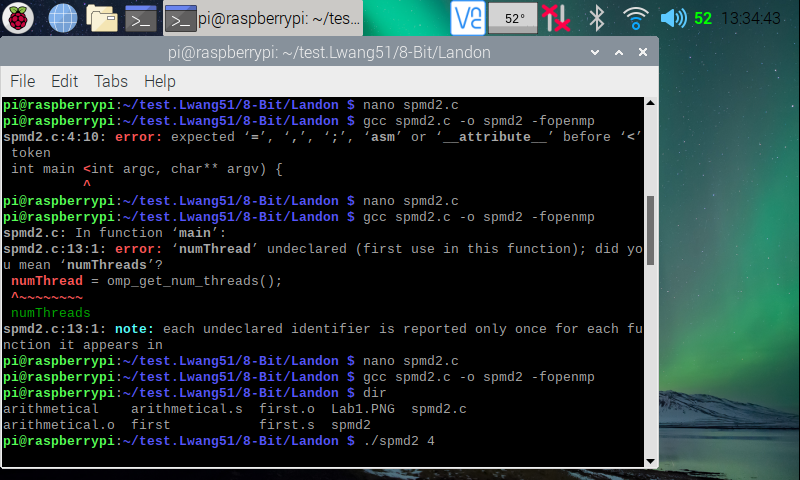 pi@raspberrypi: ~/tes...
52°
52
13:34:43
pi@raspberrypi: ~/test.Lwang51/8-Bit/Landon
File Edit Tabs Help
pi@raspberrypi:~/test.Lwang51/8-Bit/Landon $ nano spmd2.c
pi@raspberrypi:~/test.Lwang51/8-Bit/Landon $ gcc spmd2.c -o spmd2 -fopenmp
spmd2.c:4:10: error: expected ‘=’, ‘,’, ‘;’, ‘asm’ or ‘__attribute__’ before ‘<’
token
int main <int argc, char** argv) {
^
pi@raspberrypi:~/test.Lwang51/8-Bit/Landon $ nano spmd2.c
pi@raspberrypi:~/test.Lwang51/8-Bit/Landon $ gcc spmd2.c -o spmd2 -fopenmp
spmd2.c: In function ‘main’:
spmd2.c:13:1: error: ‘numThread’ undeclared (first use in this function); did yo
u mean ‘numThreads’?
numThread = omp_get_num_threads();
^~~~~~~~~
numThreads
spmd2.c:13:1: note: each undeclared identifier is reported only once for each fu
nction it appears in
pi@raspberrypi:~/test.Lwang51/8-Bit/Landon $ nano spmd2.c
pi@raspberrypi:~/test.Lwang51/8-Bit/Landon $ gcc spmd2.c -o spmd2 -fopenmp
pi@raspberrypi:~/test.Lwang51/8-Bit/Landon $ dir
arithmetical arithmetical.s first.o Lab1.PNG spmd2.c
arithmetical.o first first.s spmd2
pi@raspberrypi:~/test.Lwang51/8-Bit/Landon $ ./spmd2 4